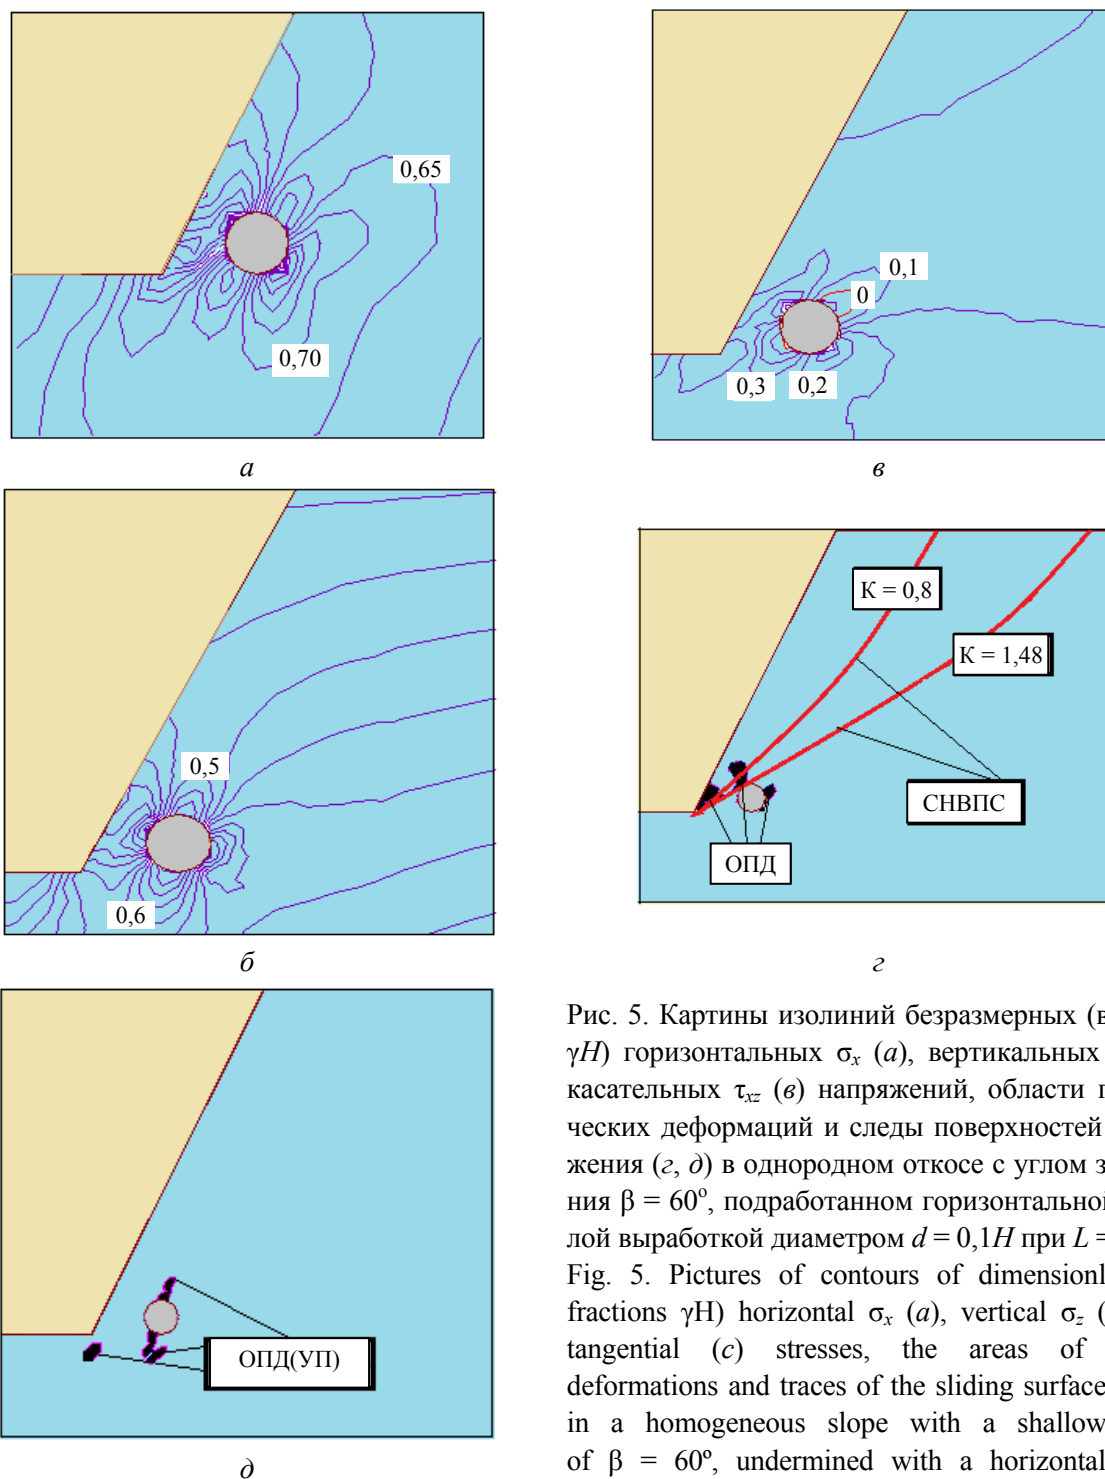 0,65
0,70
а
0,1
0
0,3
0,2
в
0,5
0,6
б
К = 0,8
К = 1,48
СНВПС
ОПД
г
ОПД(УП)
д
Рис. 5. Картины изолиний безразмерных (в
γH) горизонтальных σx (а), вертикальных
касательных τxz (в) напряжений, области
ческих деформаций и следы поверхностей
жения (г, д) в однородном откосе с углом
ния β = 60º, подработанном горизонтальной
лой выработкой диаметром d = 0,1H при L =
Fig. 5. Pictures of contours of
fractions γH) horizontal σx (a), vertical σz
tangential (c) stresses, the areas of
deformations and traces of the sliding surface
in a homogeneous slope with a shallow
of β = 60º, undermined with a horizontal